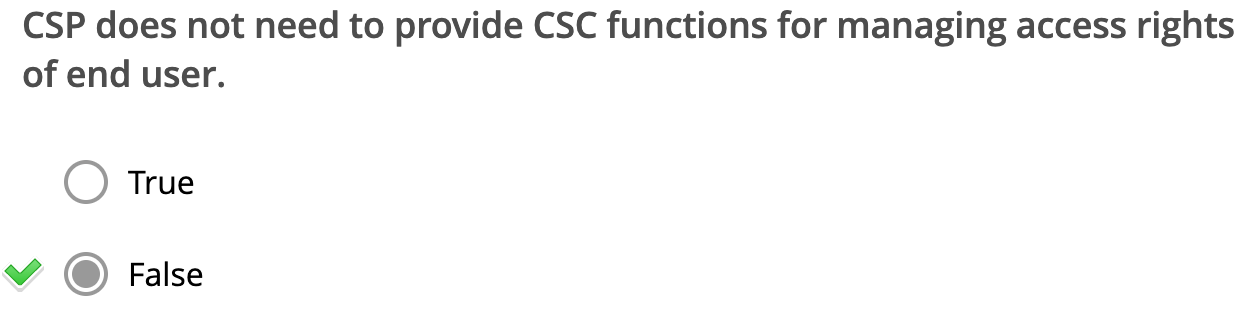 CSP does not need to provide CSC functions for managing access rights
of end user.
True
False